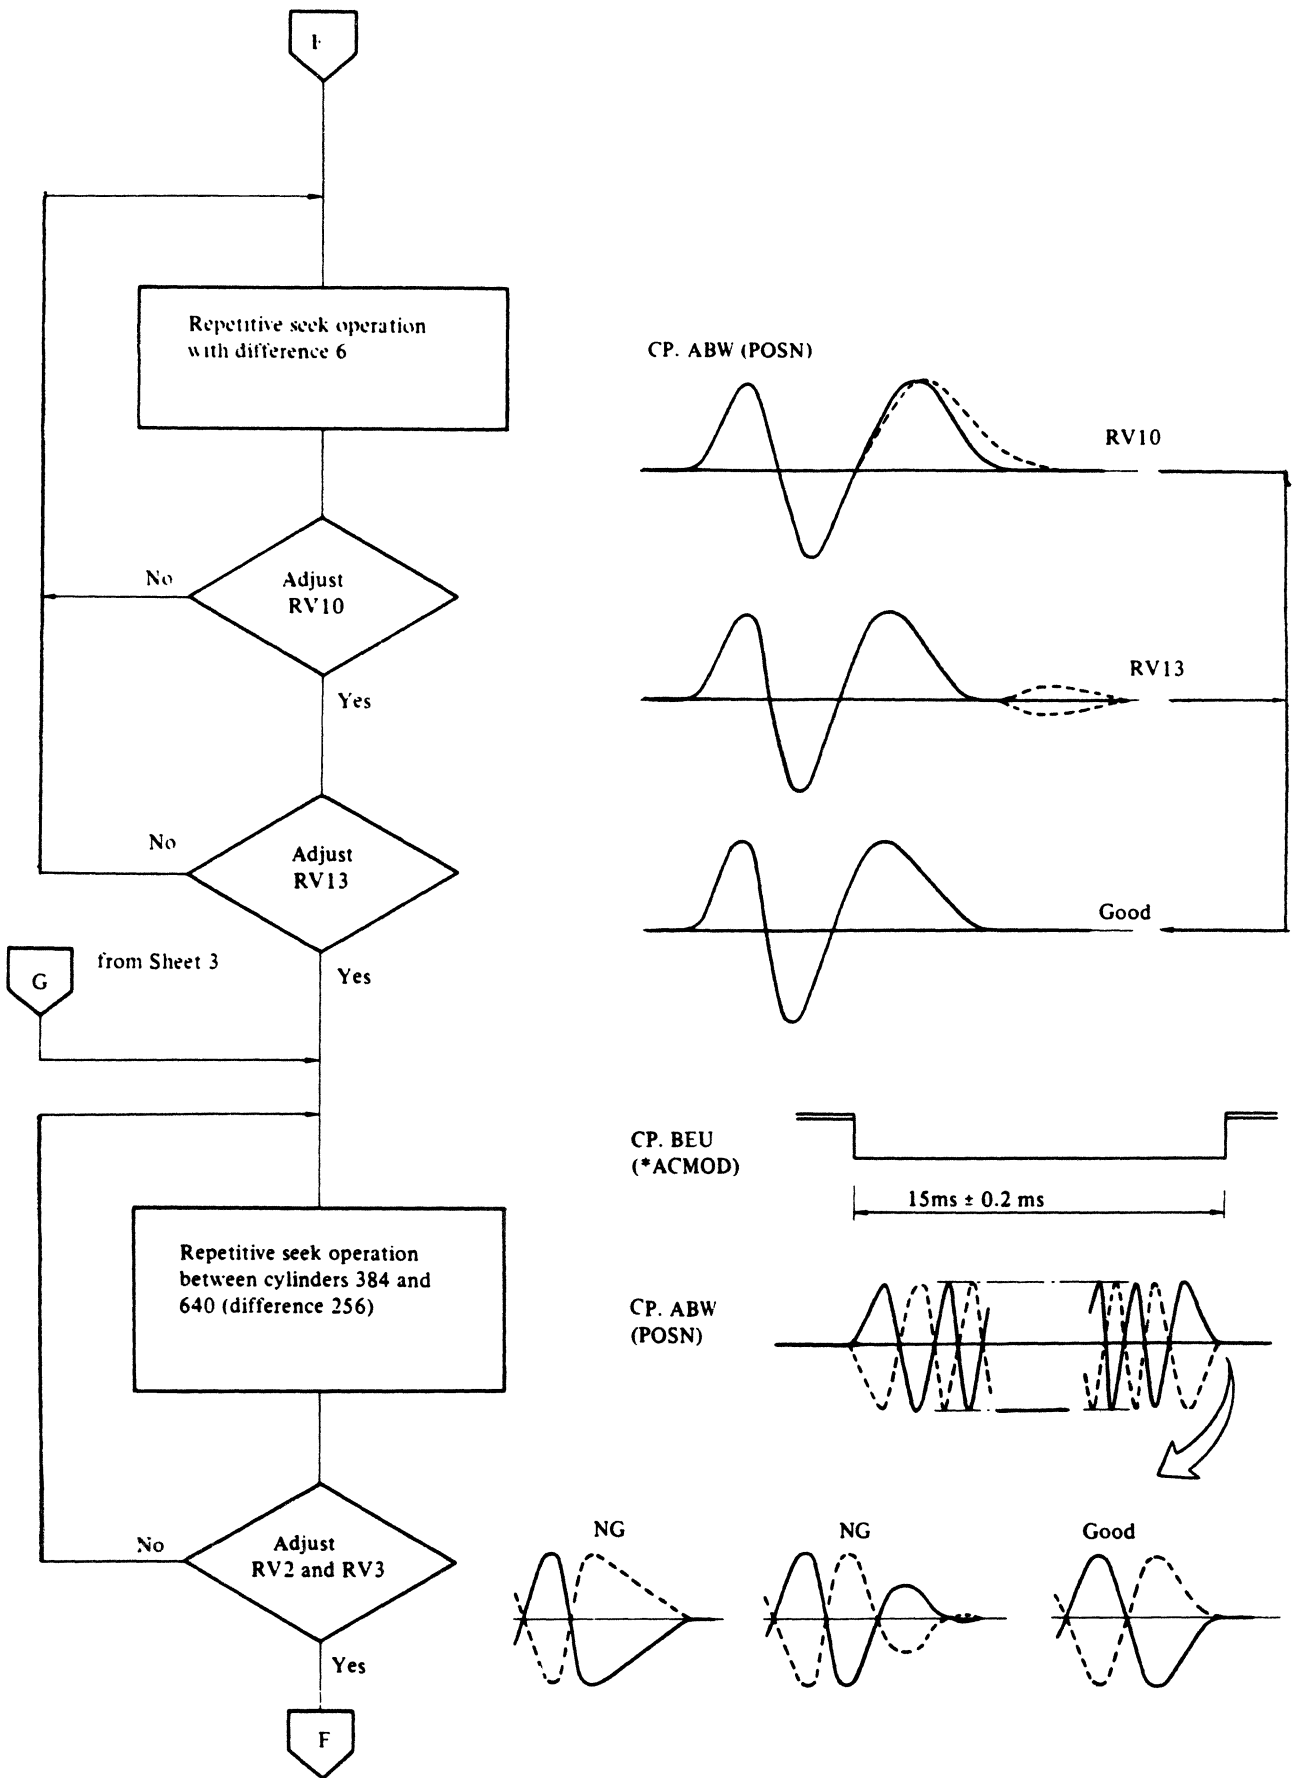 Repetitive seek operation
with difference 6
CP. ABW (POSN)
RV10
No
Adjust
RV10
Yes
RV13
No
Adjust
RV13
Good
Yes
from Sheet 3
G
CP. BEU
(*ACMOD)
15ms ± 0.2 ms
Repetitive seek operation
between cylinders 384 and
640 (difference 256)
CP. ABW
(POSN)
No
Adjust
RV2 and RV3
NG
NG
Good
Yes
F